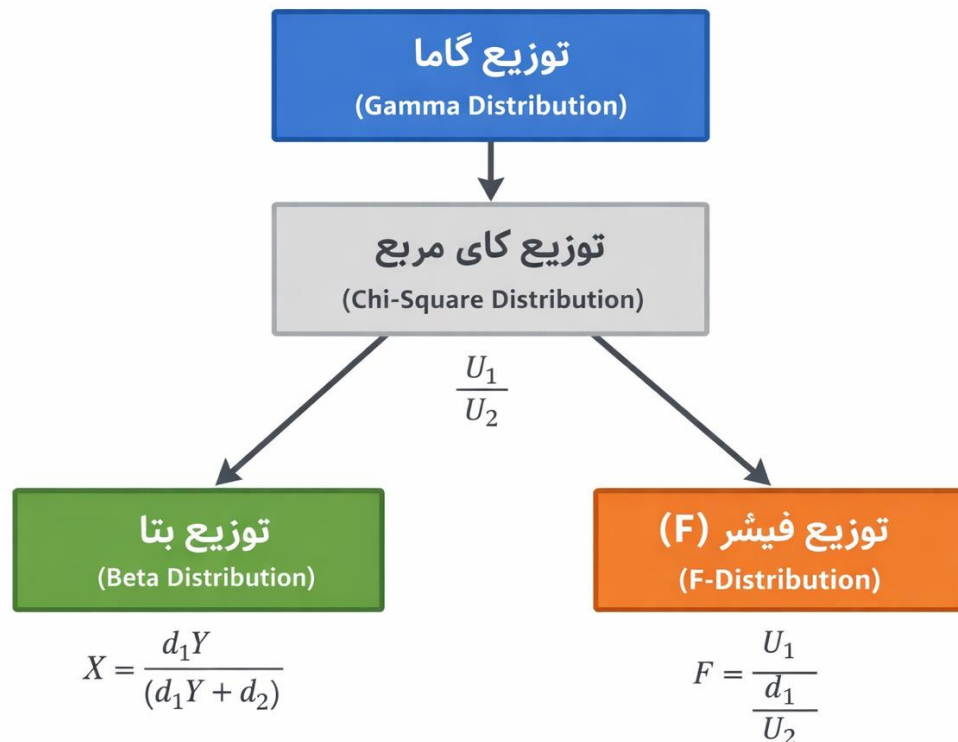 توزیع گاما
(Gamma Distribution)
توزیع کای مربع
(Chi-Square Distribution)
U₁
U₂
توزیع بتا
(Beta Distribution)
توزیع فیشر (F)
(F-Distribution)
X = d₁Y / (d₁Y + d₂)
F = U₁
d₁
U₂